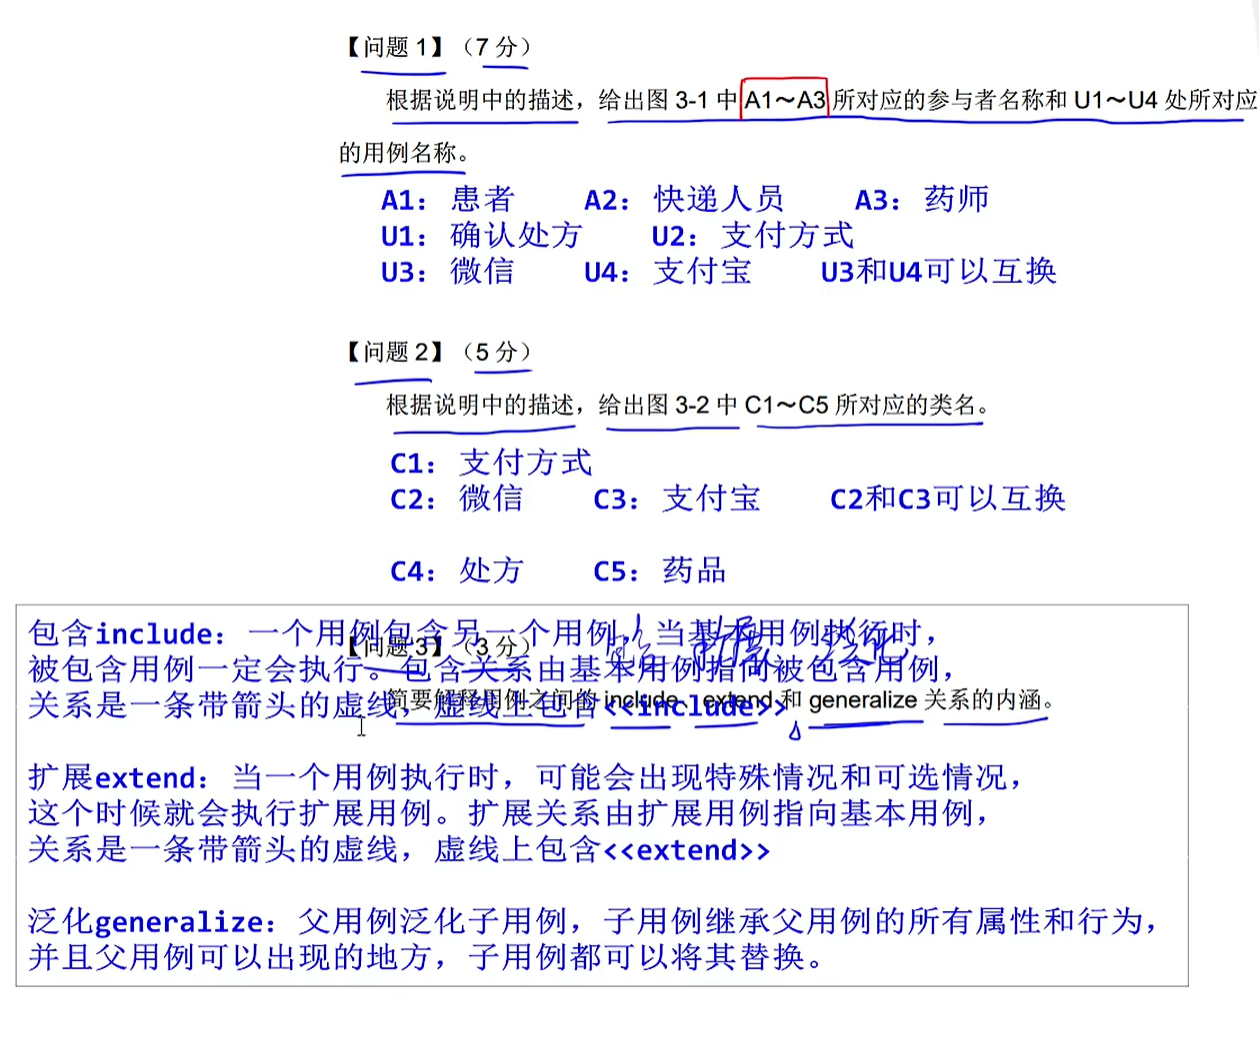 【问题 1】（7 分）
根据说明中的描述，给出图 3-1 中 A1～A3 所对应的参与者名称和 U1～U4 处所对应
的用例名称。
A1：患者 A2：快递人员 A3：药师
U1：确认处方 U2：支付方式
U3：微信 U4：支付宝 U3和U4可以互换
【问题 2】（5 分）
根据说明中的描述，给出图 3-2 中 C1～C5 所对应的类名。
C1：支付方式
C2：微信 C3：支付宝 C2和C3可以互换
C4：处方 C5：药品
包含include：一个用例包含另一个用例，当基本用例执行时，
【问题 3】（3 分）
被包含用例一定会执行。包含关系由基本用例指向被包含用例，
简要解释用例之间的 include、extend 和 generalize 关系的内涵。
关系是一条带箭头的虚线，虚线上包含<<include>>
扩展extend：当一个用例执行时，可能会出现特殊情况和可选情况，
这个时候就会执行扩展用例。扩展关系由扩展用例指向基本用例，
关系是一条带箭头的虚线，虚线上包含<<extend>>
泛化generalize：父用例泛化子用例，子用例继承父用例的所有属性和行为，
并且父用例可以出现的地方，子用例都可以将其替换。